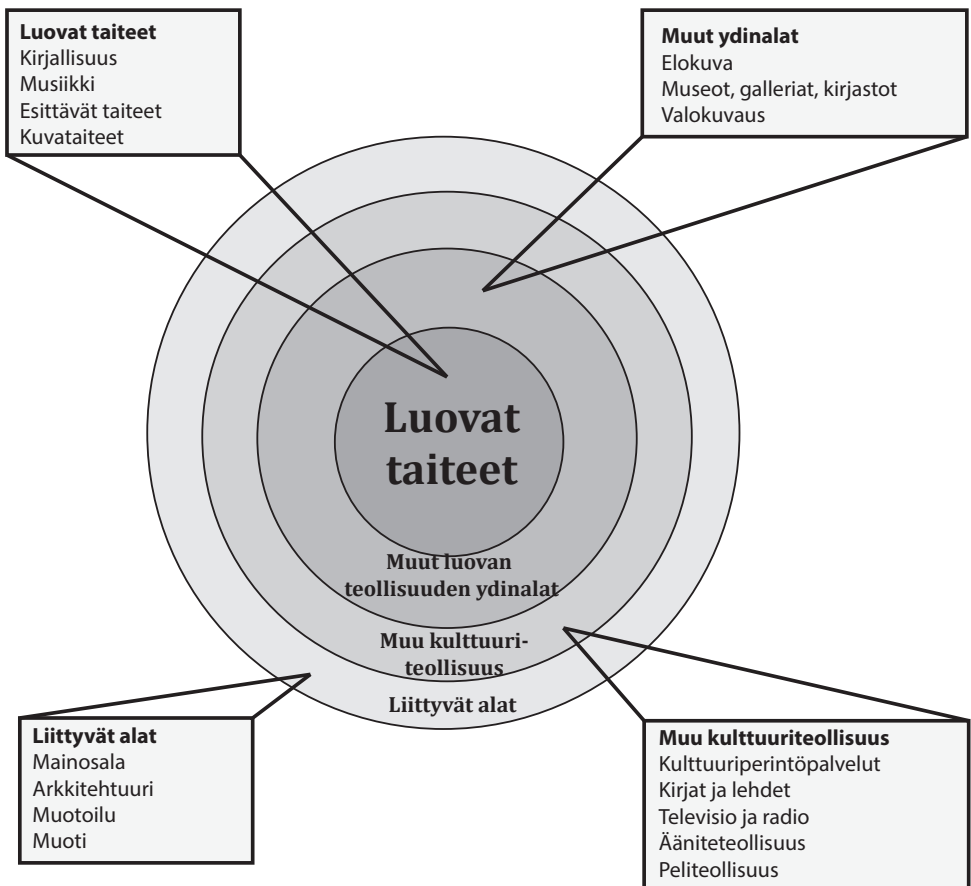 Luovat taiteet
Kirjallisuus
Musiikki
Esittävät taiteet
Kuvataiteet
Muut ydinalat
Elokuva
Museot, galleriat, kirjastot
Valokuvaus
Luovat
taiteet
Muut luovan
teollisuuden ydinalat
Muu kulttuuri-
teollisuus
Liittyvät alat
Liittyvät alat
Mainosala
Arkkitehtuuri
Muotoilu
Muoti
Muu kulttuuriteollisuus
Kulttuuriperintöpalvelut
Kirjat ja lehdet
Televisio ja radio
Ääniteteollisuus
Peliteollisuus